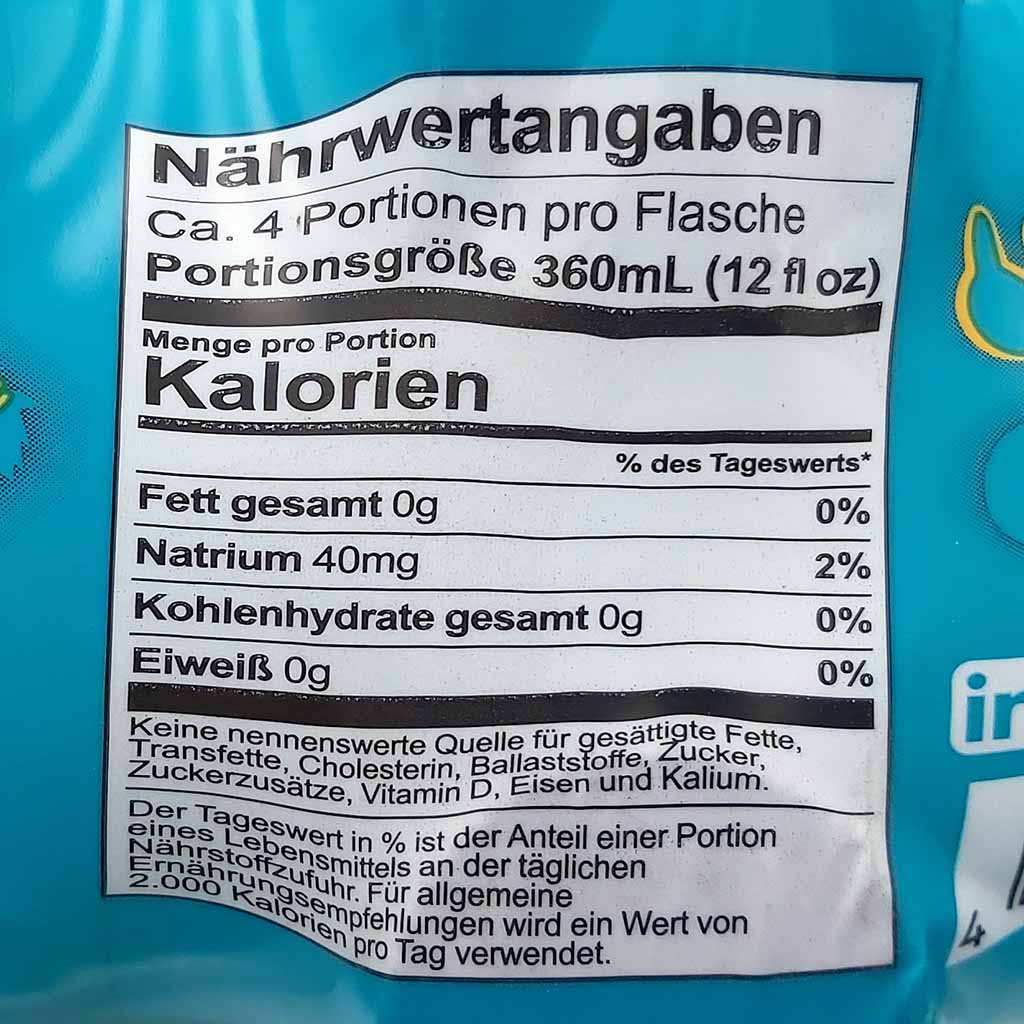 Nährwertangaben
Ca. 4 Portionen pro Flasche
Portionsgröße 360mL (12 fl oz)
Menge pro Portion
Kalorien
% des Tageswerts*
Fett gesamt 0g 0%
Natrium 40mg 2%
Kohlenhydrate gesamt 0g 0%
Eiweiß 0g 0%
Keine nennenswerte Quelle für gesättigte Fette,
Transfette, Cholesterin, Ballaststoffe, Zucker,
Zuckerzusätze, Vitamin D, Eisen und Kalium.
Der Tageswert in % ist der Anteil einer Portion
eines Lebensmittels an der täglichen
Nährstoffzufuhr. Für allgemeine
Ernährungsempfehlungen wird ein Wert von
2.000 Kalorien pro Tag verwendet.
in
4